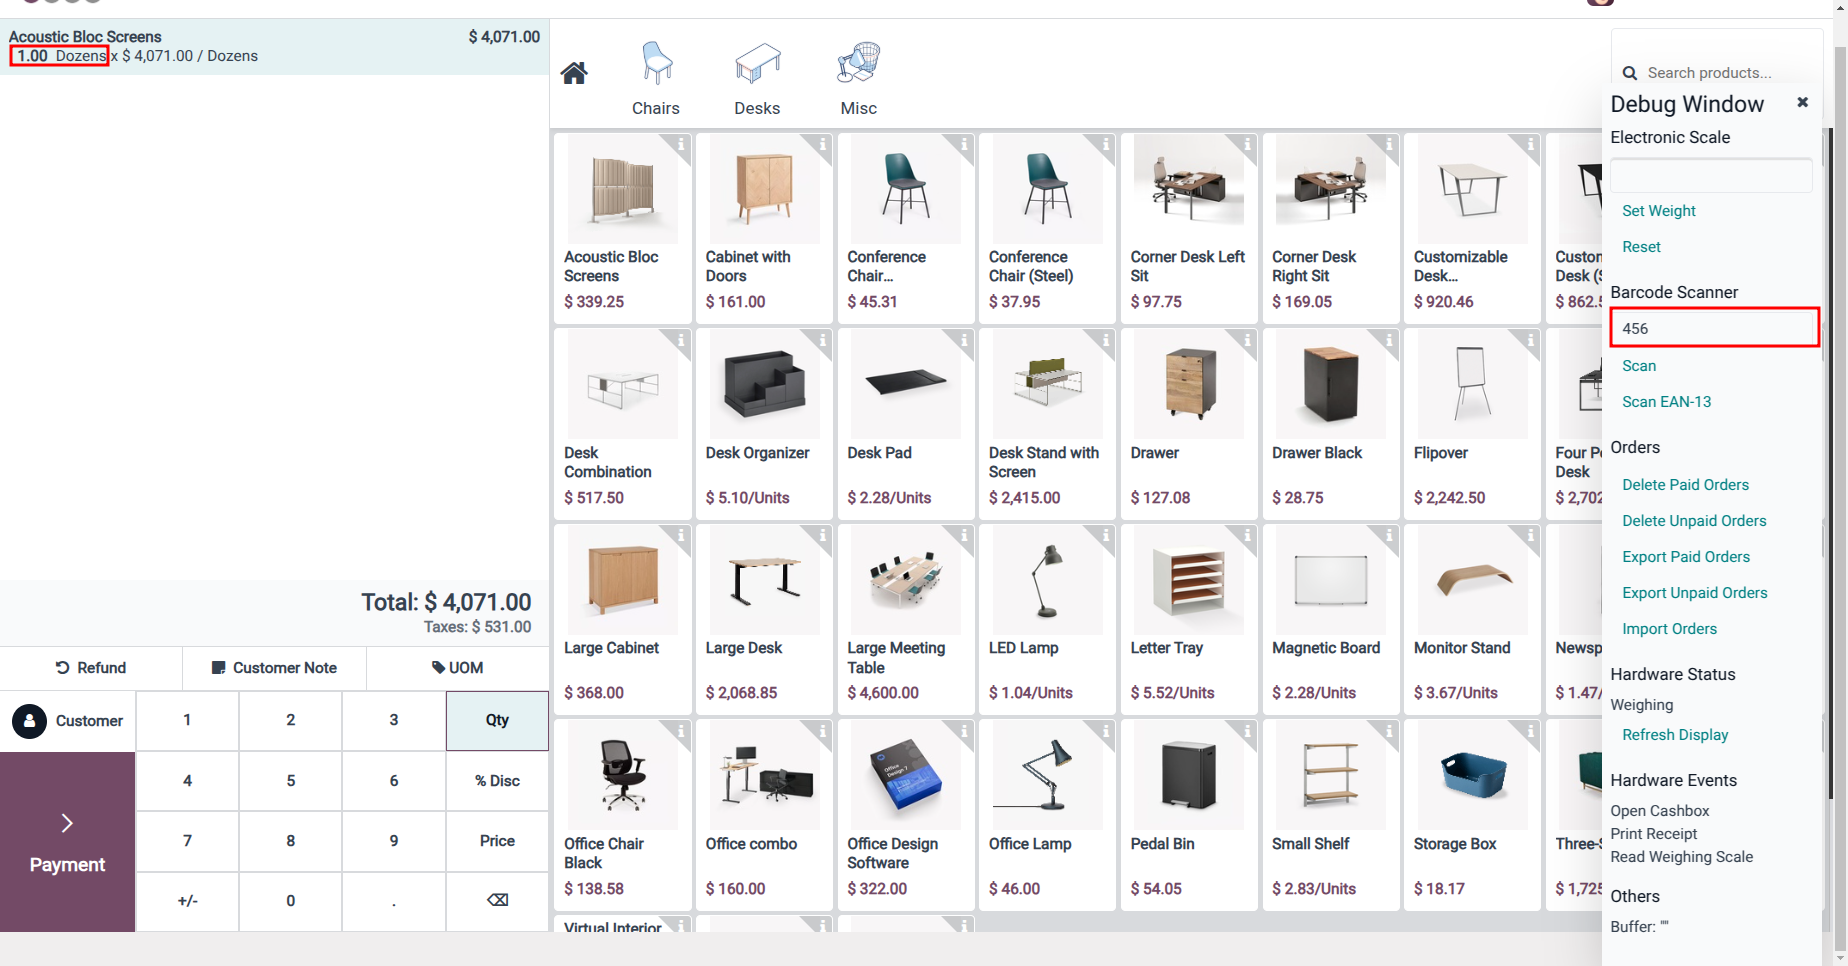 Acoustic Bloc Screens $ 4,071.00
1.00 Dozens x $ 4,071.00 / Dozens
Total: $ 4,071.00
Taxes: $ 531.00
Refund Customer Note UOM
Customer 1 2 3 Qty
4 5 6 % Disc
7 8 9 Price
Payment
+/- 0 .
Chairs Desks Misc
Search products...
Acoustic Bloc
Screens
$ 339.25
Cabinet with
Doors
$ 161.00
Conference
Chair...
$ 45.31
Conference
Chair (Steel)
$ 37.95
Corner Desk Left
Sit
$ 97.75
Corner Desk
Right Sit
$ 169.05
Customizable
Desk...
$ 920.46
Custon
Desk (S
$ 862.5
Desk
Combination
$ 517.50
Desk Organizer
$ 5.10/Units
Desk Pad
$ 2.28/Units
Desk Stand with
Screen
$ 2,415.00
Drawer
$ 127.08
Drawer Black
$ 28.75
Flipover
$ 2,242.50
Four Pe
Desk
$ 2,702
Large Cabinet
$ 368.00
Large Desk
$ 2,068.85
Large Meeting
Table
$ 4,600.00
LED Lamp
$ 1.04/Units
Letter Tray
$ 5.52/Units
Magnetic Board
$ 2.28/Units
Monitor Stand
$ 3.67/Units
Newsp
$ 1.47/
Office Chair
Black
$ 138.58
Office combo
$ 160.00
Office
Design 7
Office Design
Software
$ 322.00
Office Lamp
$ 46.00
Pedal Bin
$ 54.05
Small Shelf
$ 2.83/Units
Storage Box
$ 18.17
Three-S
$ 1,725
Virtual Interior
Debug Window
Electronic Scale
Set Weight
Reset
Barcode Scanner
456
Scan
Scan EAN-13
Orders
Delete Paid Orders
Delete Unpaid Orders
Export Paid Orders
Export Unpaid Orders
Import Orders
Hardware Status
Weighing
Refresh Display
Hardware Events
Open Cashbox
Print Receipt
Read Weighing Scale
Others
Buffer: ""